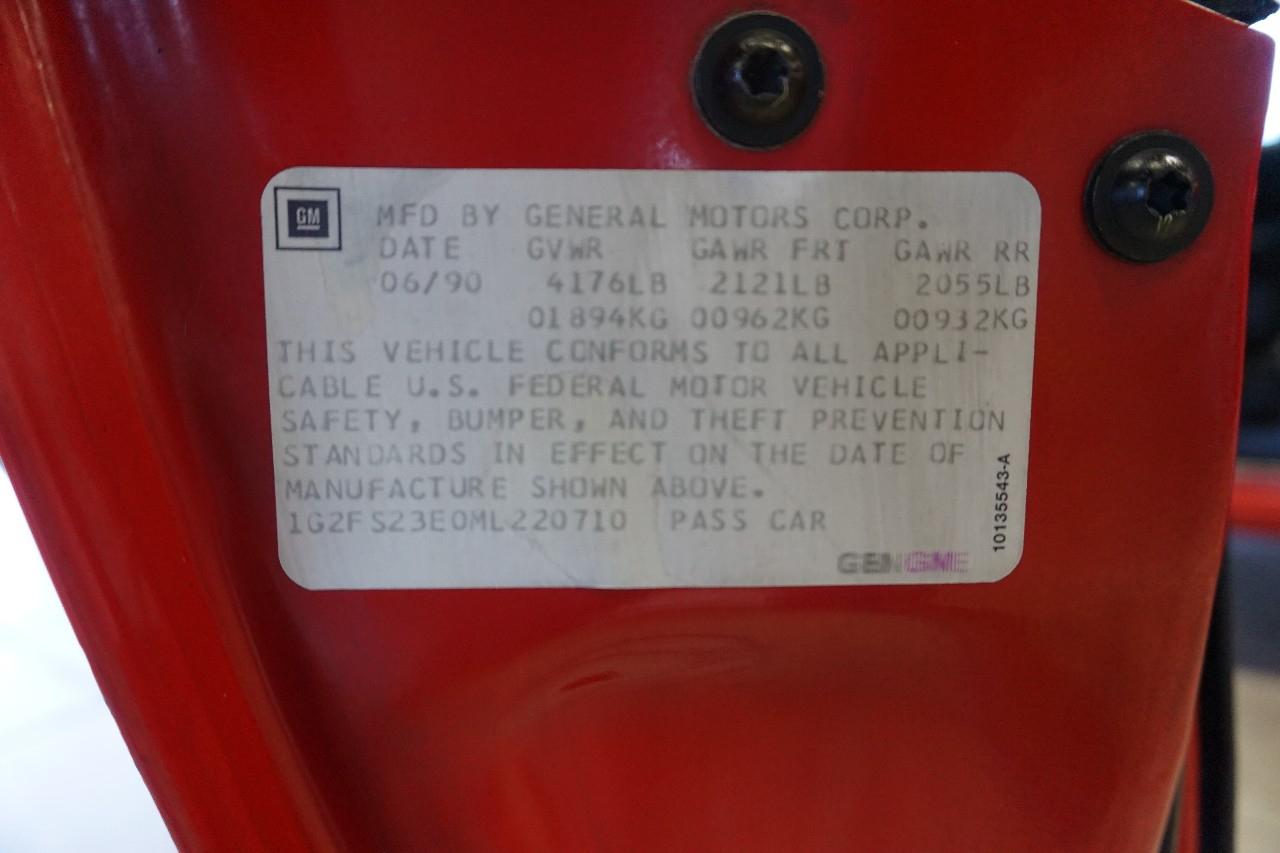 GM
MFD BY GENERAL MOTORS CORP.
DATE GVWR GAWR FRT GAWR RR
06/90 4176LB 2121LB 2055LB
01894KG 00962KG 00932KG
THIS VEHICLE CONFORMS TO ALL APPLI-
CABLE U.S. FEDERAL MOTOR VEHICLE
SAFETY, BUMPER, AND THEFT PREVENTION
STANDARDS IN EFFECT ON THE DATE OF
MANUFACTURE SHOWN ABOVE.
1G2FS23E0ML220710 PASS CAR
10135543-A